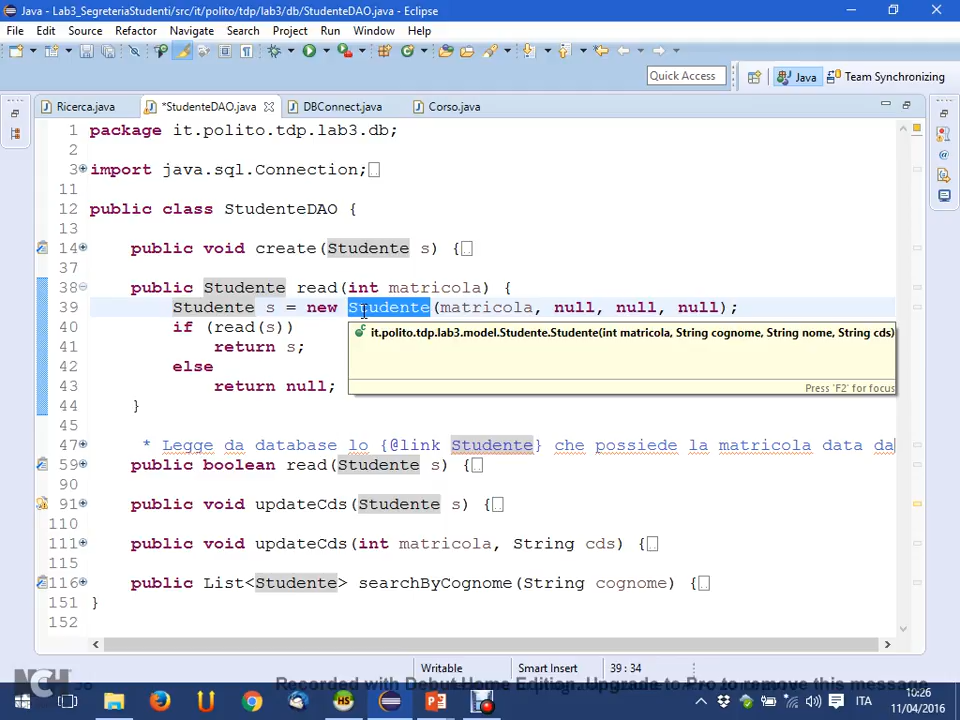 Java - Lab3_SegreteriaStudenti/src/it/polito/tdp/lab3/db/StudenteDAO.java - Eclipse
File Edit Source Refactor Navigate Search Project Run Window Help
Quick Access
Java
Team Synchronizing
Ricerca.java
*StudenteDAO.java
DBConnect.java
Corso.java
1 package it.polito.tdp.lab3.db;
2
3 import java.sql.Connection;
11
12 public class StudenteDAO {
13
14 public void create(Studente s) {
37
38 public Studente read(int matricola) {
39 Studente s = new Studente(matricola, null, null, null);
40 if (read(s))
it.polito.tdp.lab3.model.Studente.Studente(int matricola, String cognome, String nome, String cds)
41 return s;
42 else
43 return null;
Press 'F2' for focus
44 }
45
47 * Legge da database lo {@link Studente} che possiede la matricola data da
59 public boolean read(Studente s) {
90
91 public void updateCds(Studente s) {
110
111 public void updateCds(int matricola, String cds) {
115
116 public List<Studente> searchByCognome(String cognome) {
151 }
152
Writable
Smart Insert
39 : 34
NCH
Recorded with Debut Home Edition. Upgrade to Pro to remove this message
HS
ITA
10:26
11/04/2016